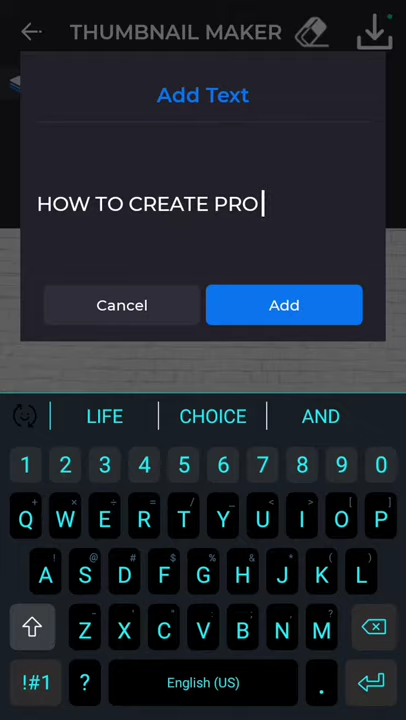 THUMBNAIL MAKER
Add Text
HOW TO CREATE PRO
Cancel
Add
LIFE
CHOICE
AND
1 2 3 4 5 6 7 8 9 0
+ × ÷ = / _ < > [ ]
Q W E R T Y U I O P
! @ # $ % & * ( )
A S D F G H J K L
- ' " : ; , ?
Z X C V B N M
!#1
?
English (US)
.